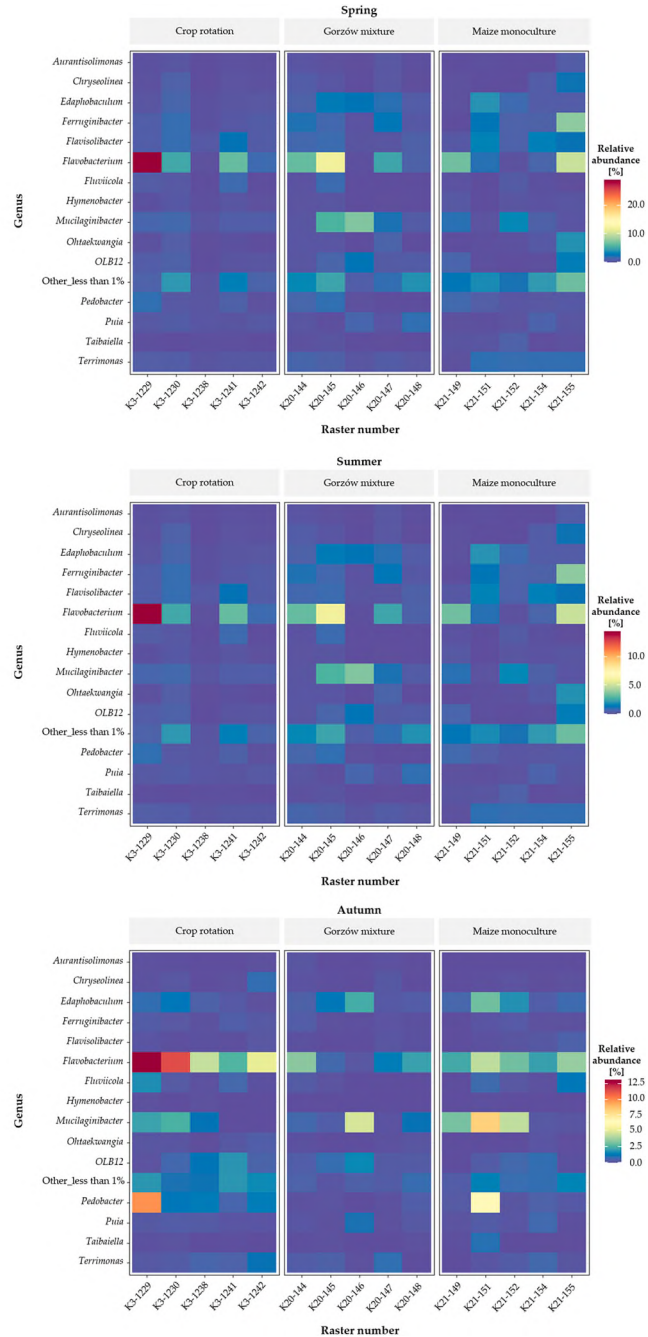 Spring
Crop rotation Gorzów mixture Maize monoculture
Aurantisolimonas
Chryseolinea
Edaphobaculum
Ferruginibacter
Flavisolibacter
Flavobacterium
Fluviicola
Hymenobacter
Mucilaginibacter
Ohtaekwangia
OLB12
Other_less than 1%
Pedobacter
Puia
Taibaiella
Terrimonas
Genus
Relative
abundance
[%]
20.0
10.0
0.0
K3-1229 K3-1230 K3-1238 K3-1241 K3-1242 K20-144 K20-145 K20-146 K20-147 K20-148 K21-149 K21-151 K21-152 K21-154 K21-155
Raster number
Summer
Crop rotation Gorzów mixture Maize monoculture
Aurantisolimonas
Chryseolinea
Edaphobaculum
Ferruginibacter
Flavisolibacter
Flavobacterium
Fluviicola
Hymenobacter
Mucilaginibacter
Ohtaekwangia
OLB12
Other_less than 1%
Pedobacter
Puia
Taibaiella
Terrimonas
Genus
Relative
abundance
[%]
10.0
5.0
0.0
K3-1229 K3-1230 K3-1238 K3-1241 K3-1242 K20-144 K20-145 K20-146 K20-147 K20-148 K21-149 K21-151 K21-152 K21-154 K21-155
Raster number
Autumn
Crop rotation Gorzów mixture Maize monoculture
Aurantisolimonas
Chryseolinea
Edaphobaculum
Ferruginibacter
Flavisolibacter
Flavobacterium
Fluviicola
Hymenobacter
Mucilaginibacter
Ohtaekwangia
OLB12
Other_less than 1%
Pedobacter
Puia
Taibaiella
Terrimonas
Genus
Relative
abundance
[%]
12.5
10.0
7.5
5.0
2.5
0.0
K3-1229 K3-1230 K3-1238 K3-1241 K3-1242 K20-144 K20-145 K20-146 K20-147 K20-148 K21-149 K21-151 K21-152 K21-154 K21-155
Raster number